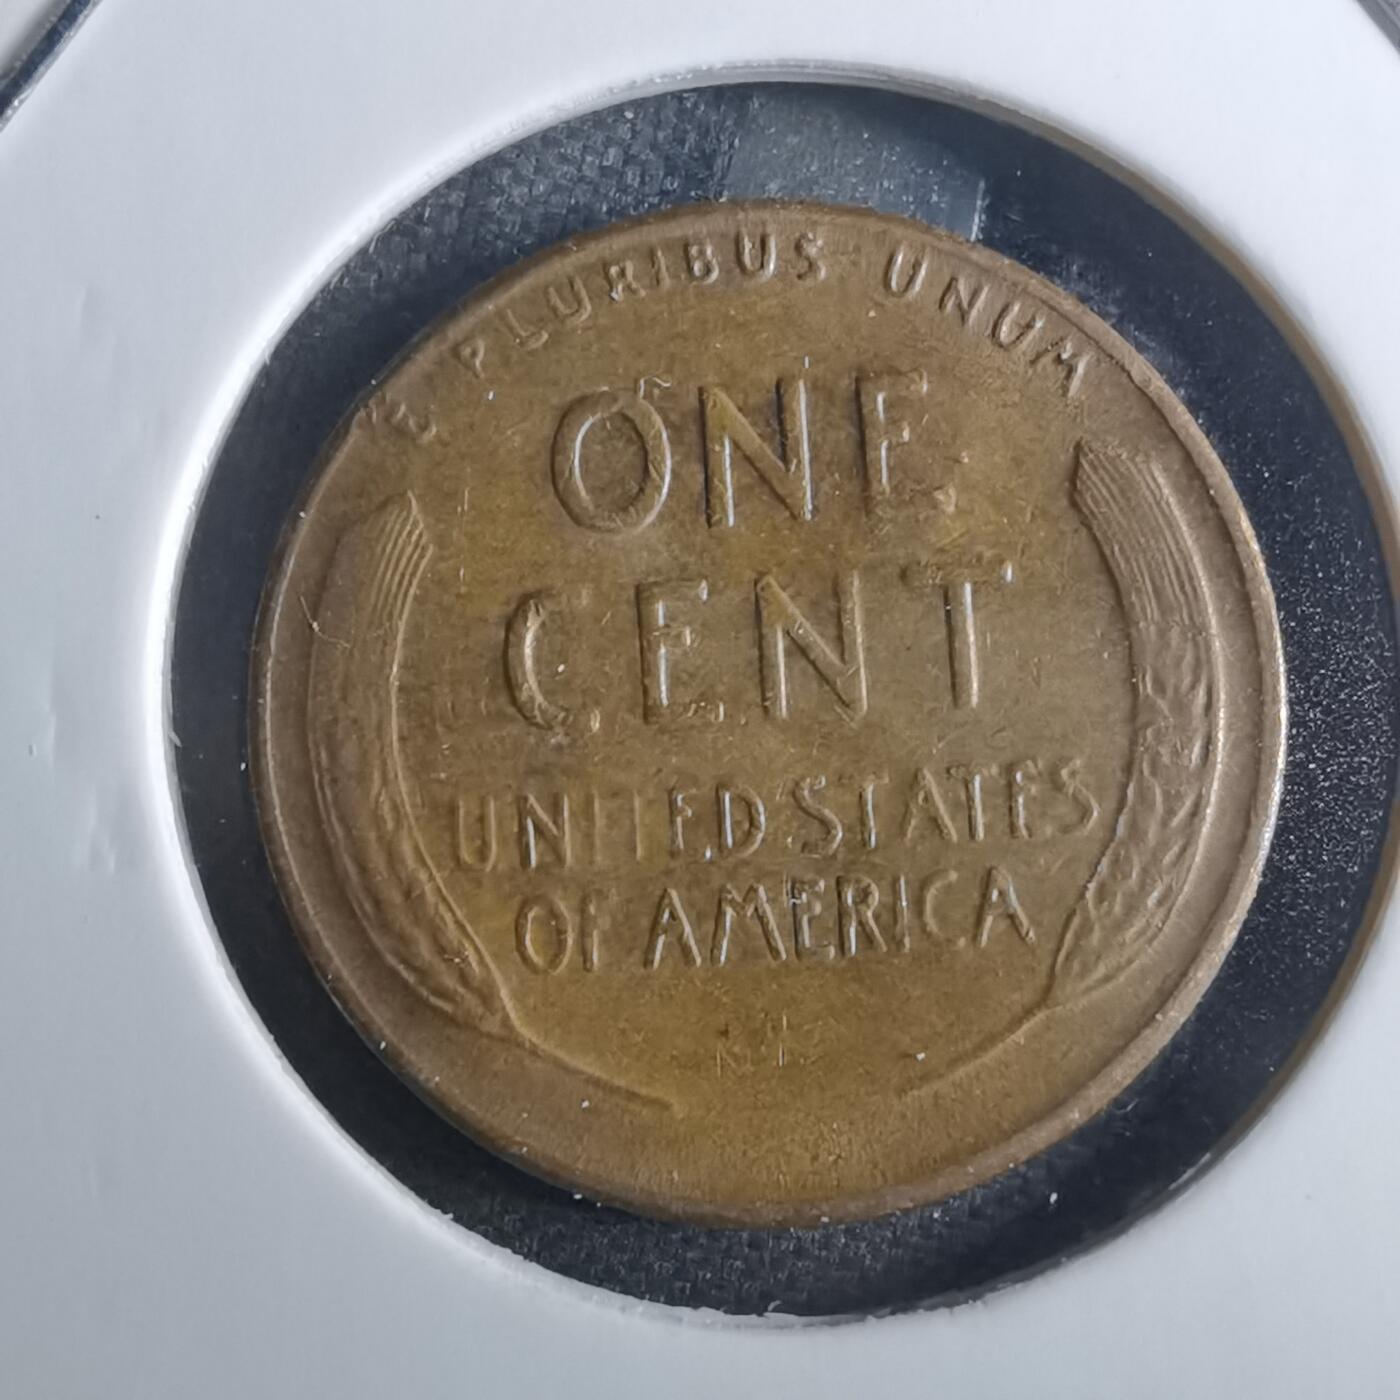 E PLURIBUS UNUM
ONE
CENT
UNITED STATES
OF AMERICA